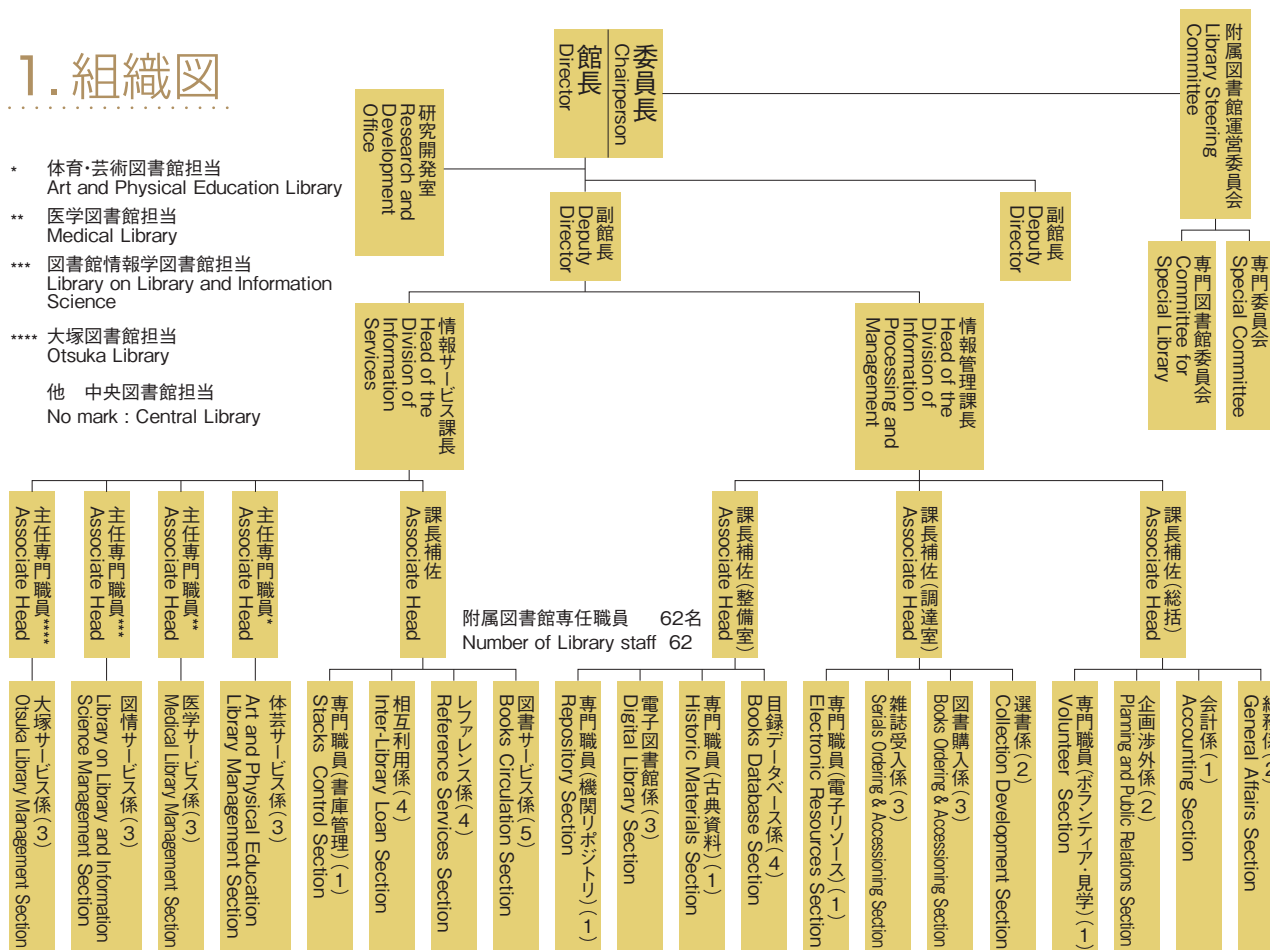 1. 組織図
* 体育・芸術図書館担当
Art and Physical Education Library
** 医学図書館担当
Medical Library
*** 図書館情報学図書館担当
Library on Library and Information
Science
**** 大塚図書館担当
Otsuka Library
他 中央図書館担当
No mark : Central Library
委員長
Chairperson
館長
Director
附属図書館運営委員会
Library Steering
Committee
研究開発室
Research and
Development
Office
副館長
Deputy
Director
副館長
Deputy
Director
専門委員会
Special Committee
専門図書館委員会
Committee for
Special Library
情報サービス課長
Head of the
Division of
Information
Services
情報管理課長
Head of the
Division of
Information
Processing and
Management
主任専門職員****
Associate Head
主任専門職員***
Associate Head
主任専門職員**
Associate Head
主任専門職員*
Associate Head
課長補佐
Associate Head
附属図書館専任職員 62名
Number of Library staff 62
課長補佐(整備室)
Associate Head
課長補佐(調達室)
Associate Head
課長補佐(総括)
Associate Head
大塚サービス係(3)
Otsuka Library Management Section
図情サービス係(3)
Library on Library and Information
Science Management Section
医学サービス係(3)
Medical Library Management Section
体芸サービス係(3)
Art and Physical Education
Library Management Section
専門職員(書庫管理)(1)
Stacks Control Section
相互利用係(4)
Inter-Library Loan Section
レファレンス係(4)
Reference Services Section
図書サービス係(5)
Books Circulation Section
専門職員(機関リポジトリ)(1)
Repository Section
電子図書館係(3)
Digital Library Section
専門職員(古典資料)(1)
Historic Materials Section
目録データベース係(4)
Books Database Section
専門職員(電子リソース)(1)
Electronic Resources Section
雑誌受入係(3)
Serials Ordering & Accessioning Section
図書購入係(3)
Books Ordering & Accessioning Section
選書係(2)
Collection Development Section
専門職員(ボランティア・見学)(1)
Volunteer Section
企画渉外係(2)
Planning and Public Relations Section
会計係(1)
Accounting Section
General Affairs Section